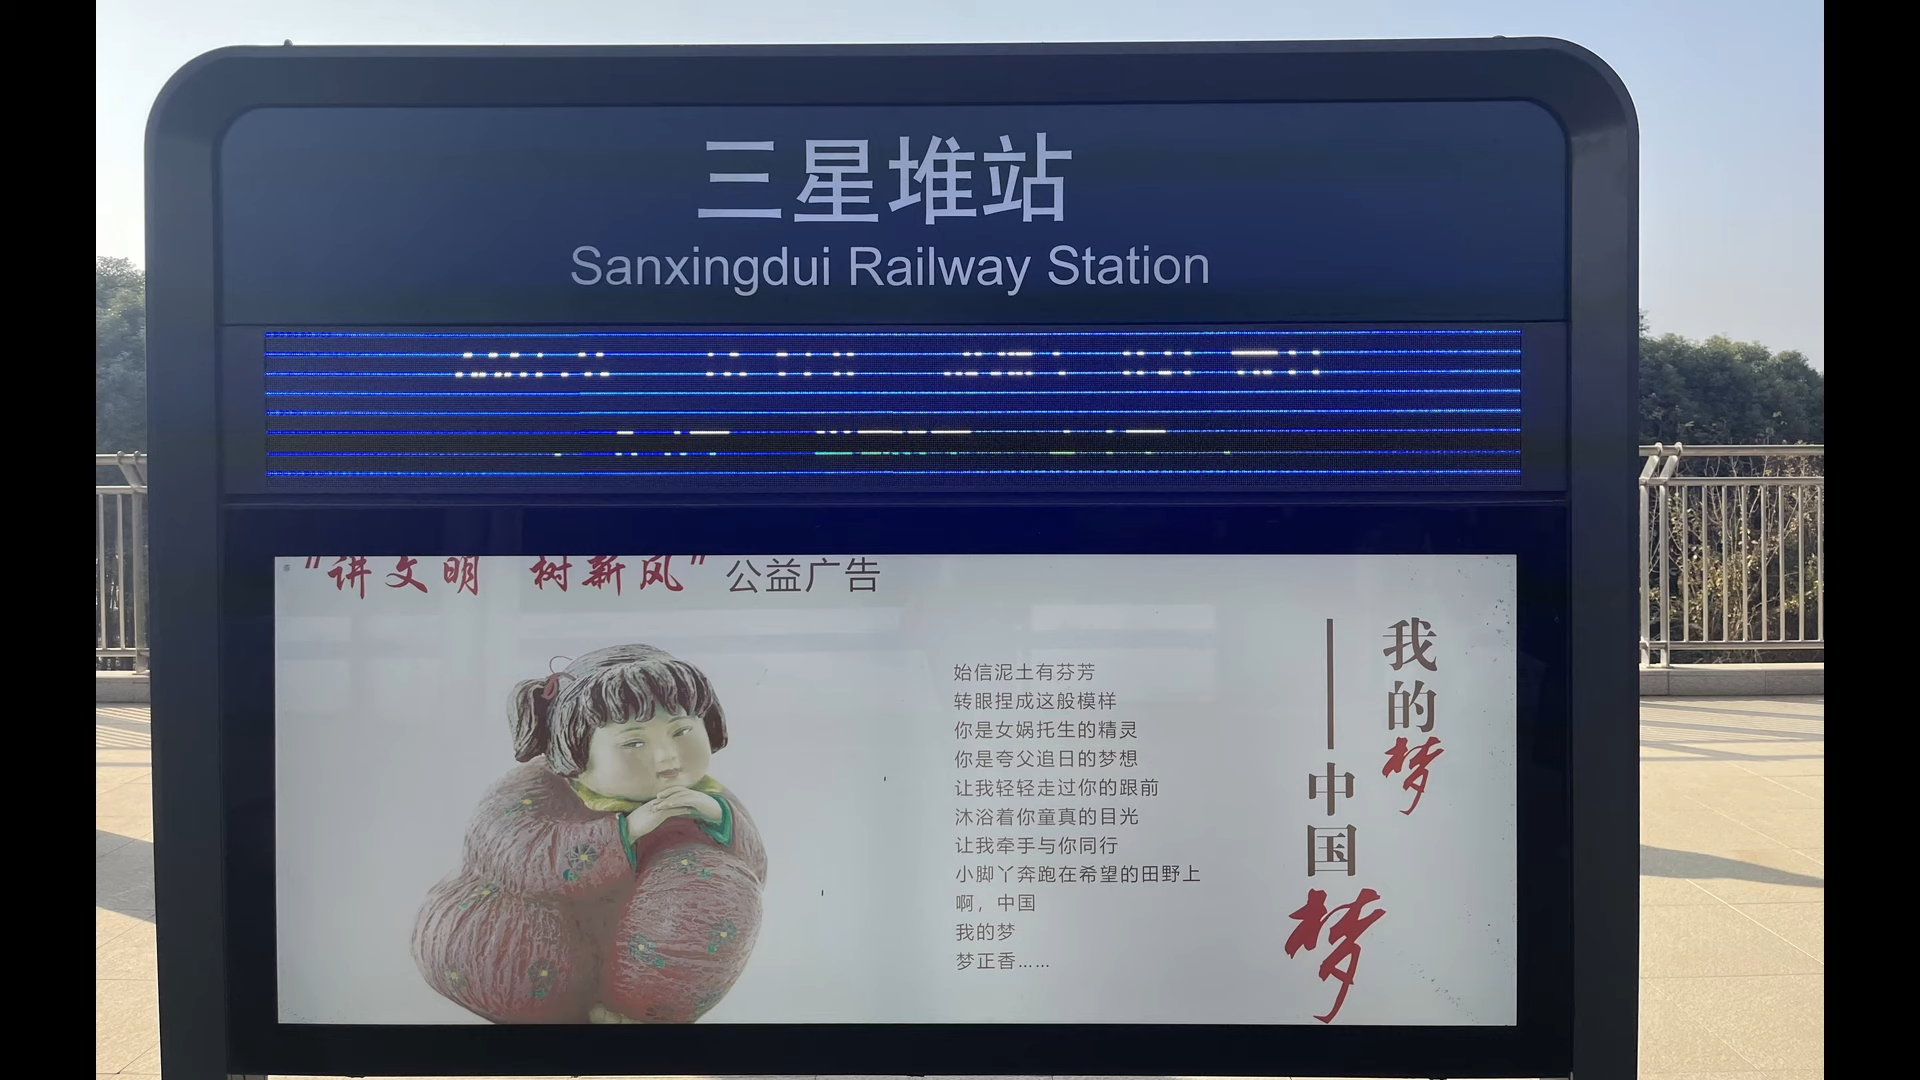 三星堆站
Sanxingdui Railway Station
"讲文明 树新风"公益广告
始信泥土有芬芳
转眼捏成这般模样
你是女娲托生的精灵
你是夸父追日的梦想
让我轻轻走过你的跟前
沐浴着你童真的目光
让我牵手与你同行
小脚丫奔跑在希望的田野上
啊，中国
我的梦
梦正香……
我的梦
——中国梦